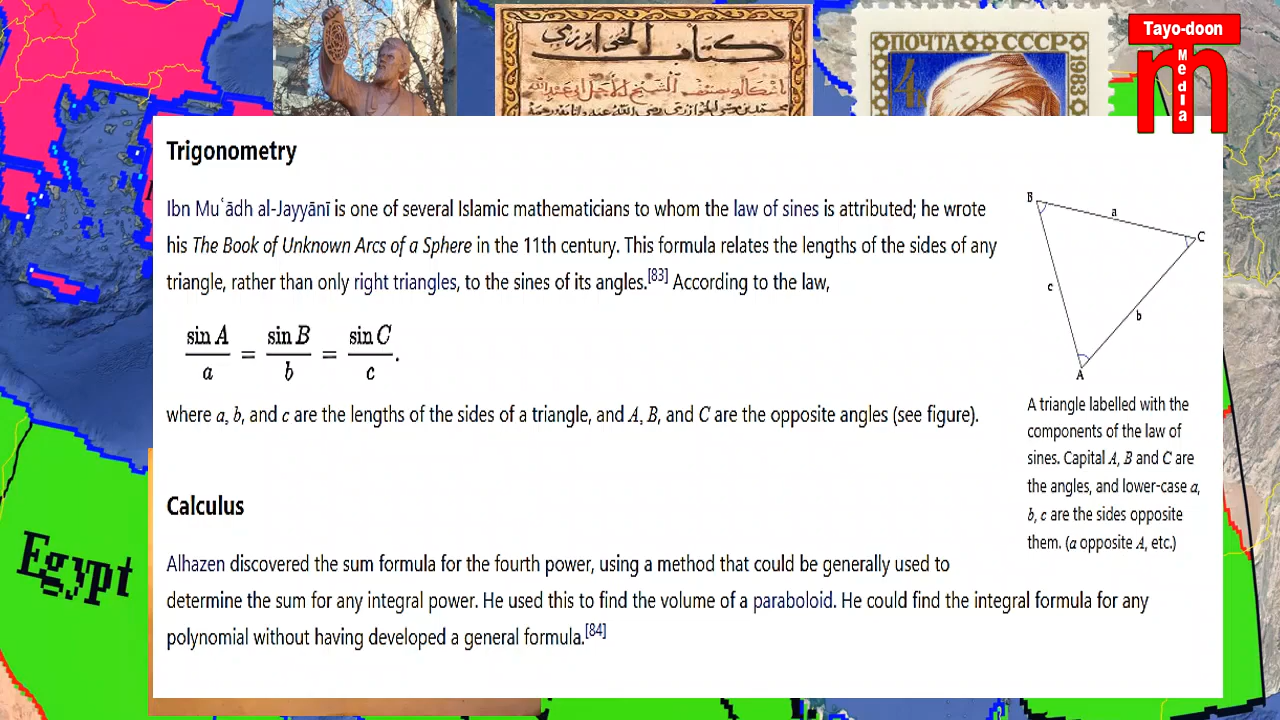 ПОЧТА СССР
1983
4
Tayo-doon
Media
m
كتاب الخوارزمي
Trigonometry
Ibn Muʿādh al-Jayyānī is one of several Islamic mathematicians to whom the law of sines is attributed; he wrote
his The Book of Unknown Arcs of a Sphere in the 11th century. This formula relates the lengths of the sides of any
triangle, rather than only right triangles, to the sines of its angles.[83] According to the law,
sin A / a = sin B / b = sin C / c.
where a, b, and c are the lengths of the sides of a triangle, and A, B, and C are the opposite angles (see figure).
B
a
C
c
b
A
A triangle labelled with the
components of the law of
sines. Capital A, B and C are
the angles, and lower-case a,
b, c are the sides opposite
them. (a opposite A, etc.)
Calculus
Alhazen discovered the sum formula for the fourth power, using a method that could be generally used to
determine the sum for any integral power. He used this to find the volume of a paraboloid. He could find the integral formula for any
polynomial without having developed a general formula.[84]
Egypt